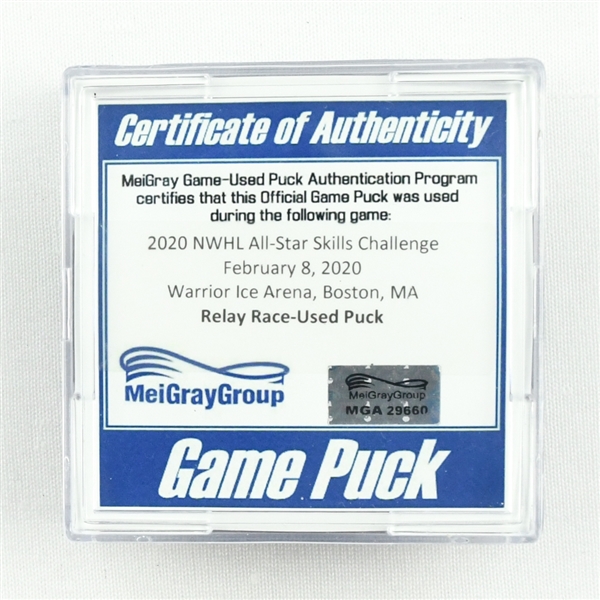 Certificate of Authenticity
MeiGray Game-Used Puck Authentication Program
certifies that this Official Game Puck was used
during the following game:
2020 NWHL All-Star Skills Challenge
February 8, 2020
Warrior Ice Arena, Boston, MA
Relay Race-Used Puck
MeiGrayGroup
MeiGrayGroup
MGA 29660
Game Puck